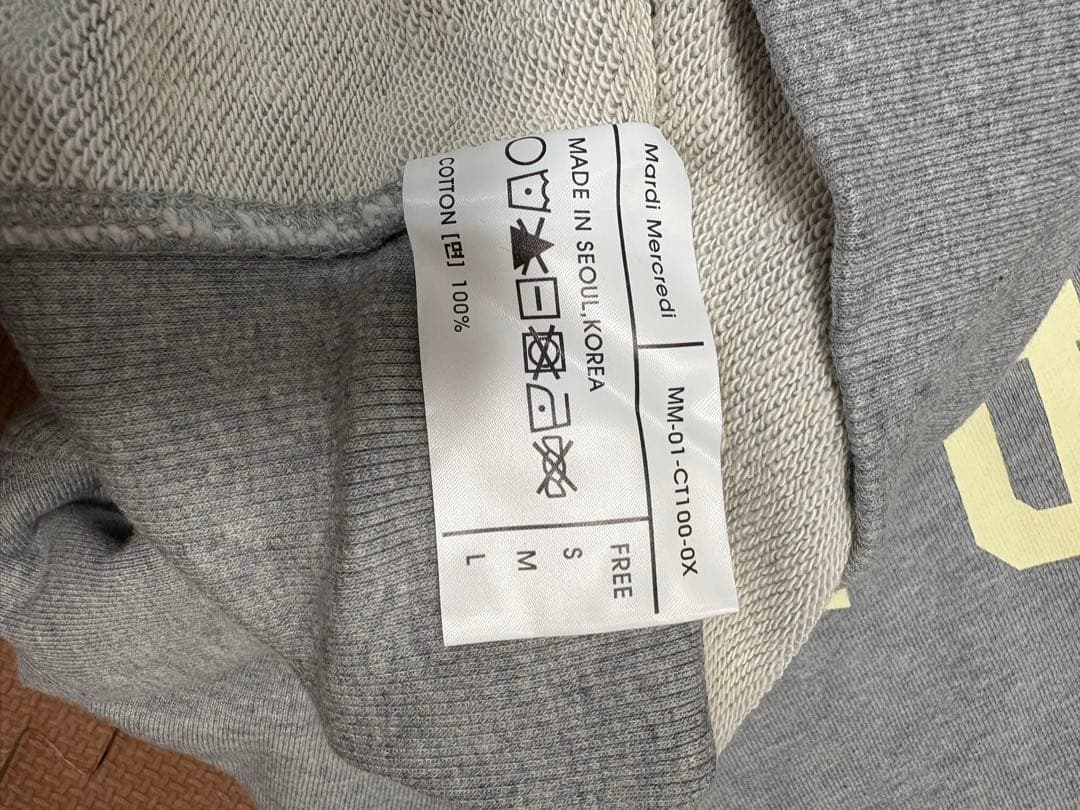 Mardi Mercredi
MM-01-CT100-0X
MADE IN SEOUL,KOREA
COTTON [면] 100%
FREE
S
M
L